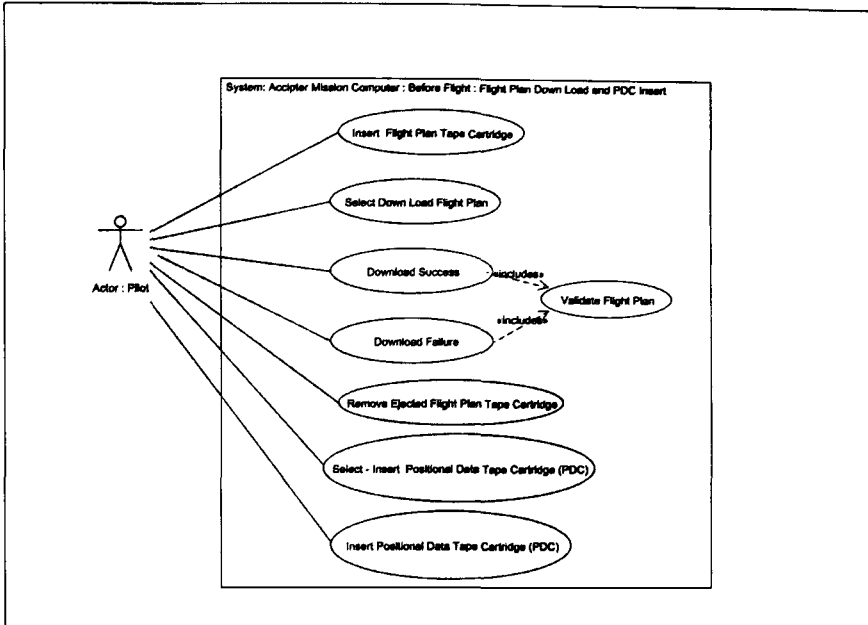 System: Accipter Mission Computer : Before Flight : Flight Plan Down Load and PDC Insert
Insert Flight Plan Tape Cartridge
Select Down Load Flight Plan
Download Success
«includes»
Actor : Pilot
Validate Flight Plan
«includes»
Download Failure
Remove Ejected Flight Plan Tape Cartridge
Select - Insert Positional Data Tape Cartridge (PDC)
Insert Positional Data Tape Cartridge (PDC)